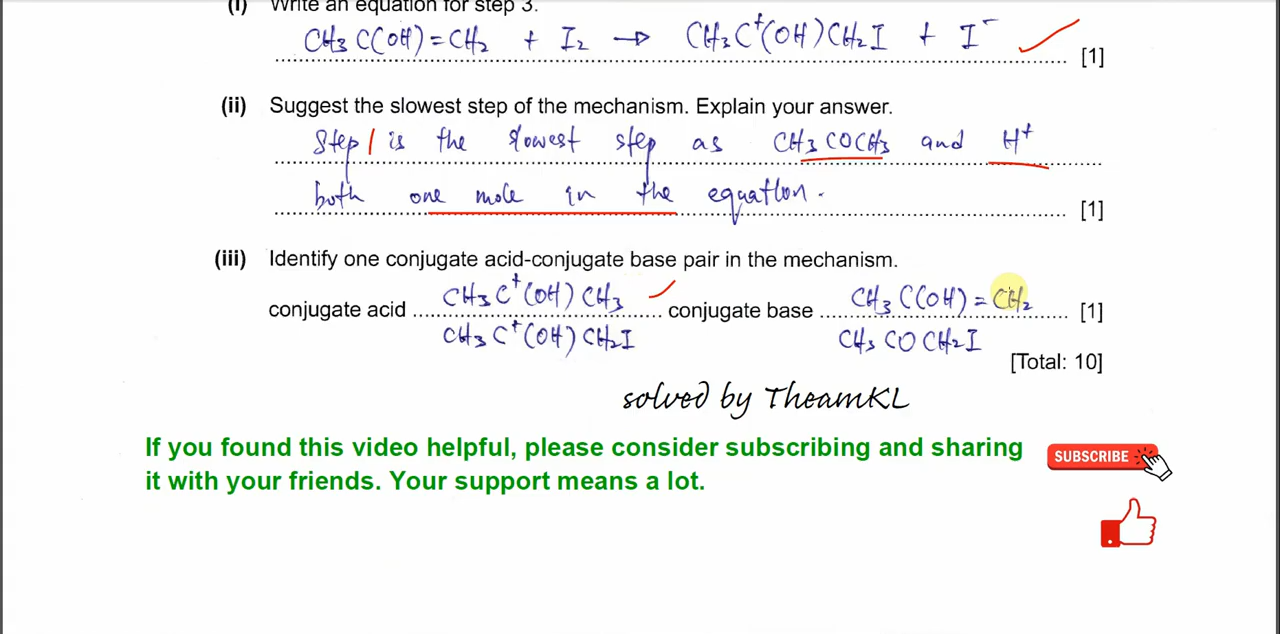 (i) Write an equation for step 3.
CH₃C(OH)=CH₂ + I₂ → CH₃C⁺(OH)CH₂I + I⁻
[1]
(ii) Suggest the slowest step of the mechanism. Explain your answer.
Step 1 is the slowest step as CH₃COCH₃ and H⁺
both one mole in the equation.
[1]
(iii) Identify one conjugate acid-conjugate base pair in the mechanism.
conjugate acid CH₃C⁺(OH)CH₃ conjugate base CH₃C(OH)=CH₂ [1]
CH₃C⁺(OH)CH₂I CH₃COCH₂I
[Total: 10]
solved by TheamKL
If you found this video helpful, please consider subscribing and sharing
it with your friends. Your support means a lot.
SUBSCRIBE